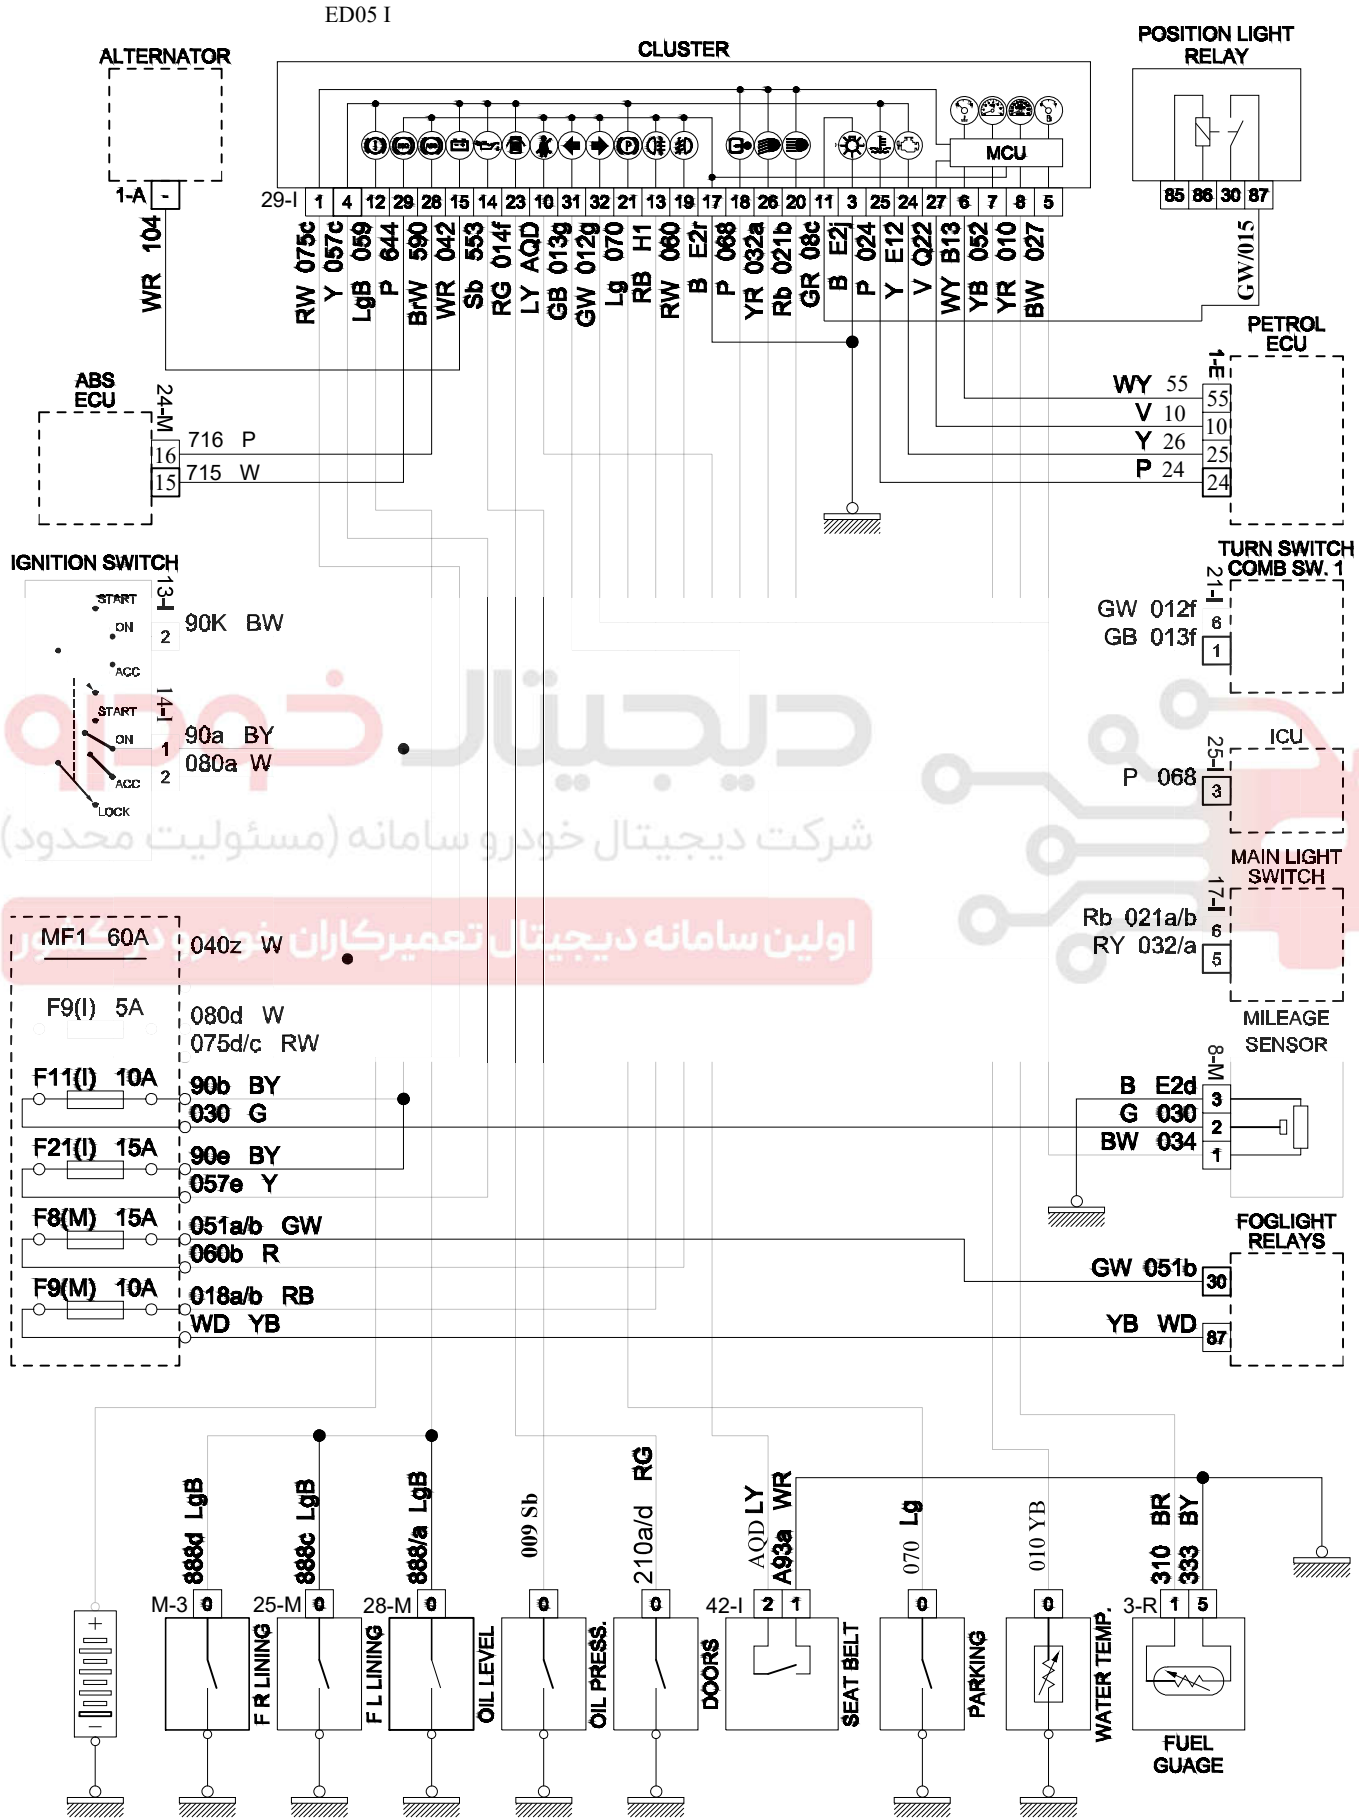 ED05 I
ALTERNATOR
CLUSTER
POSITION LIGHT
RELAY
MCU
1-A -
29-I 1 4 12 29 28 15 14 23 10 31 32 21 13 19 17 18 26 20 11 3 25 24 27 6 7 8 5
85 86 30 87
WR 104
RW 075c
Y 057c
LgB 059
P 644
BrW 590
WR 042
Sb 553
RG 014f
LY AQD
GB 013g
GW 012g
Lg 070
RB H1
RW 060
B E2r
P 068
YR 032a
Rb 021b
GR 08c
B E2j
P 024
Y E12
V Q22
WY B13
YB 052
YR 010
BW 027
GW/015
PETROL
ECU
1-E
WY 55 55
V 10 10
Y 26 25
P 24 24
ABS
ECU
24-M
16 716 P
15 715 W
IGNITION SWITCH
13-I
START
ON
ACC
2 90K BW
14-I
START
ON
ACC
LOCK
1 90a BY
2 080a W
TURN SWITCH
COMB SW. 1
21-I
GW 012f 6
GB 013f 1
دیجیتال خودرو
شرکت دیجیتال خودرو سامانه (مسئولیت محدود)
اولین سامانه دیجیتال تعمیرکاران خودرو در کشور
ICU
25-I
P 068 3
MAIN LIGHT
SWITCH
17-I
Rb 021a/b 6
RY 032/a 5
MF1 60A 040z W
F9(I) 5A 080d W
075d/c RW
F11(I) 10A 90b BY
030 G
F21(I) 15A 90e BY
057e Y
F8(M) 15A 051a/b GW
060b R
F9(M) 10A 018a/b RB
WD YB
MILEAGE
SENSOR
8-M
B E2d 3
G 030 2
BW 034 1
FOGLIGHT
RELAYS
GW 051b 30
YB WD 87
888d LgB
888c LgB
888/a LgB
009 Sb
210a/d RG
AQD LY
A93a WR
070 Lg
010 YB
310 BR
333 BY
M-3 0
25-M 0
28-M 0
0
0
42-I 2 1
0
0
3-R 1 5
+
-
F R LINING
F L LINING
OIL LEVEL
OIL PRESS.
DOORS
SEAT BELT
PARKING
WATER TEMP.
FUEL
GUAGE